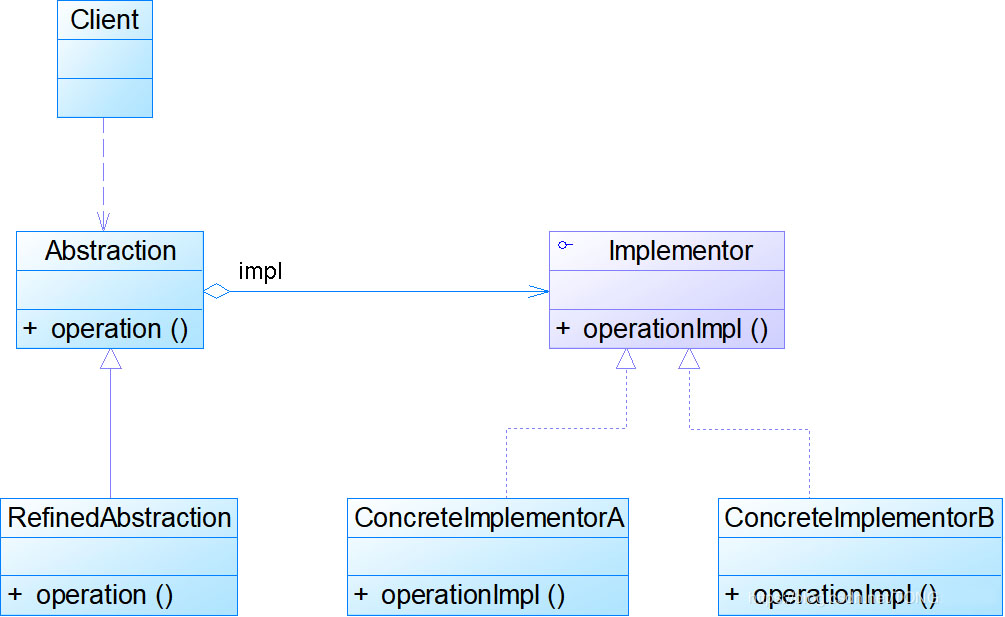 Client
Abstraction
impl
Implementor
+ operation ()
+ operationImpl ()
RefinedAbstraction
ConcreteImplementorA
ConcreteImplementorB
+ operation ()
+ operationImpl ()
+ operationImpl ()